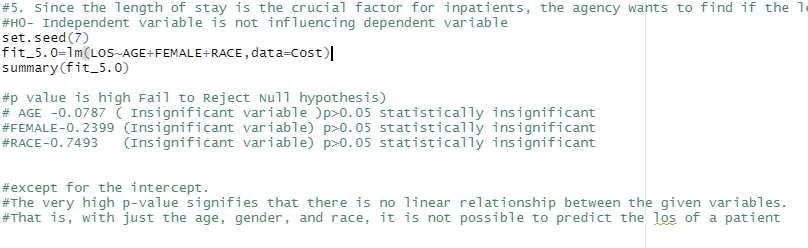 #5. Since the length of stay is the crucial factor for inpatients, the agency wants to find if the
#H0- Independent variable is not influencing dependent variable
set.seed(7)
fit_5.0=lm(LOS~AGE+FEMALE+RACE,data=Cost)
summary(fit_5.0)
#p value is high Fail to Reject Null hypothesis)
# AGE -0.0787 ( Insignificant variable )p>0.05 statistically insignificant
#FEMALE-0.2399 (Insignificant variable) p>0.05 statistically insignificant
#RACE-0.7493   (Insignificant variable) p>0.05 statistically insignificant
#except for the intercept.
#The very high p-value signifies that there is no linear relationship between the given variables.
#That is, with just the age, gender, and race, it is not possible to predict the los of a patient